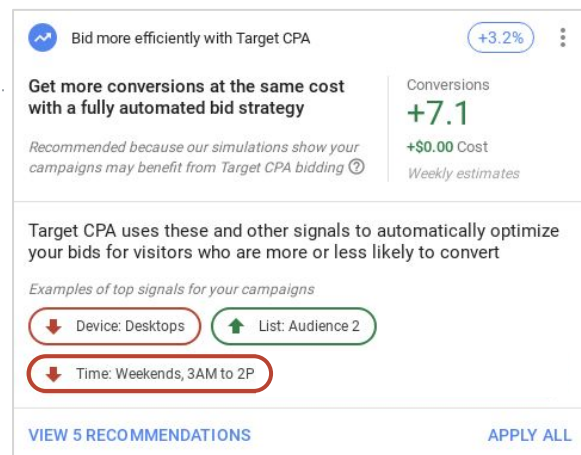 Bid more efficiently with Target CPA
+3.2%
Get more conversions at the same cost
with a fully automated bid strategy
Recommended because our simulations show your
campaigns may benefit from Target CPA bidding
Conversions
+7.1
+$0.00 Cost
Weekly estimates
Target CPA uses these and other signals to automatically optimize
your bids for visitors who are more or less likely to convert
Examples of top signals for your campaigns
Device: Desktops
List: Audience 2
Time: Weekends, 3AM to 2P
VIEW 5 RECOMMENDATIONS
APPLY ALL